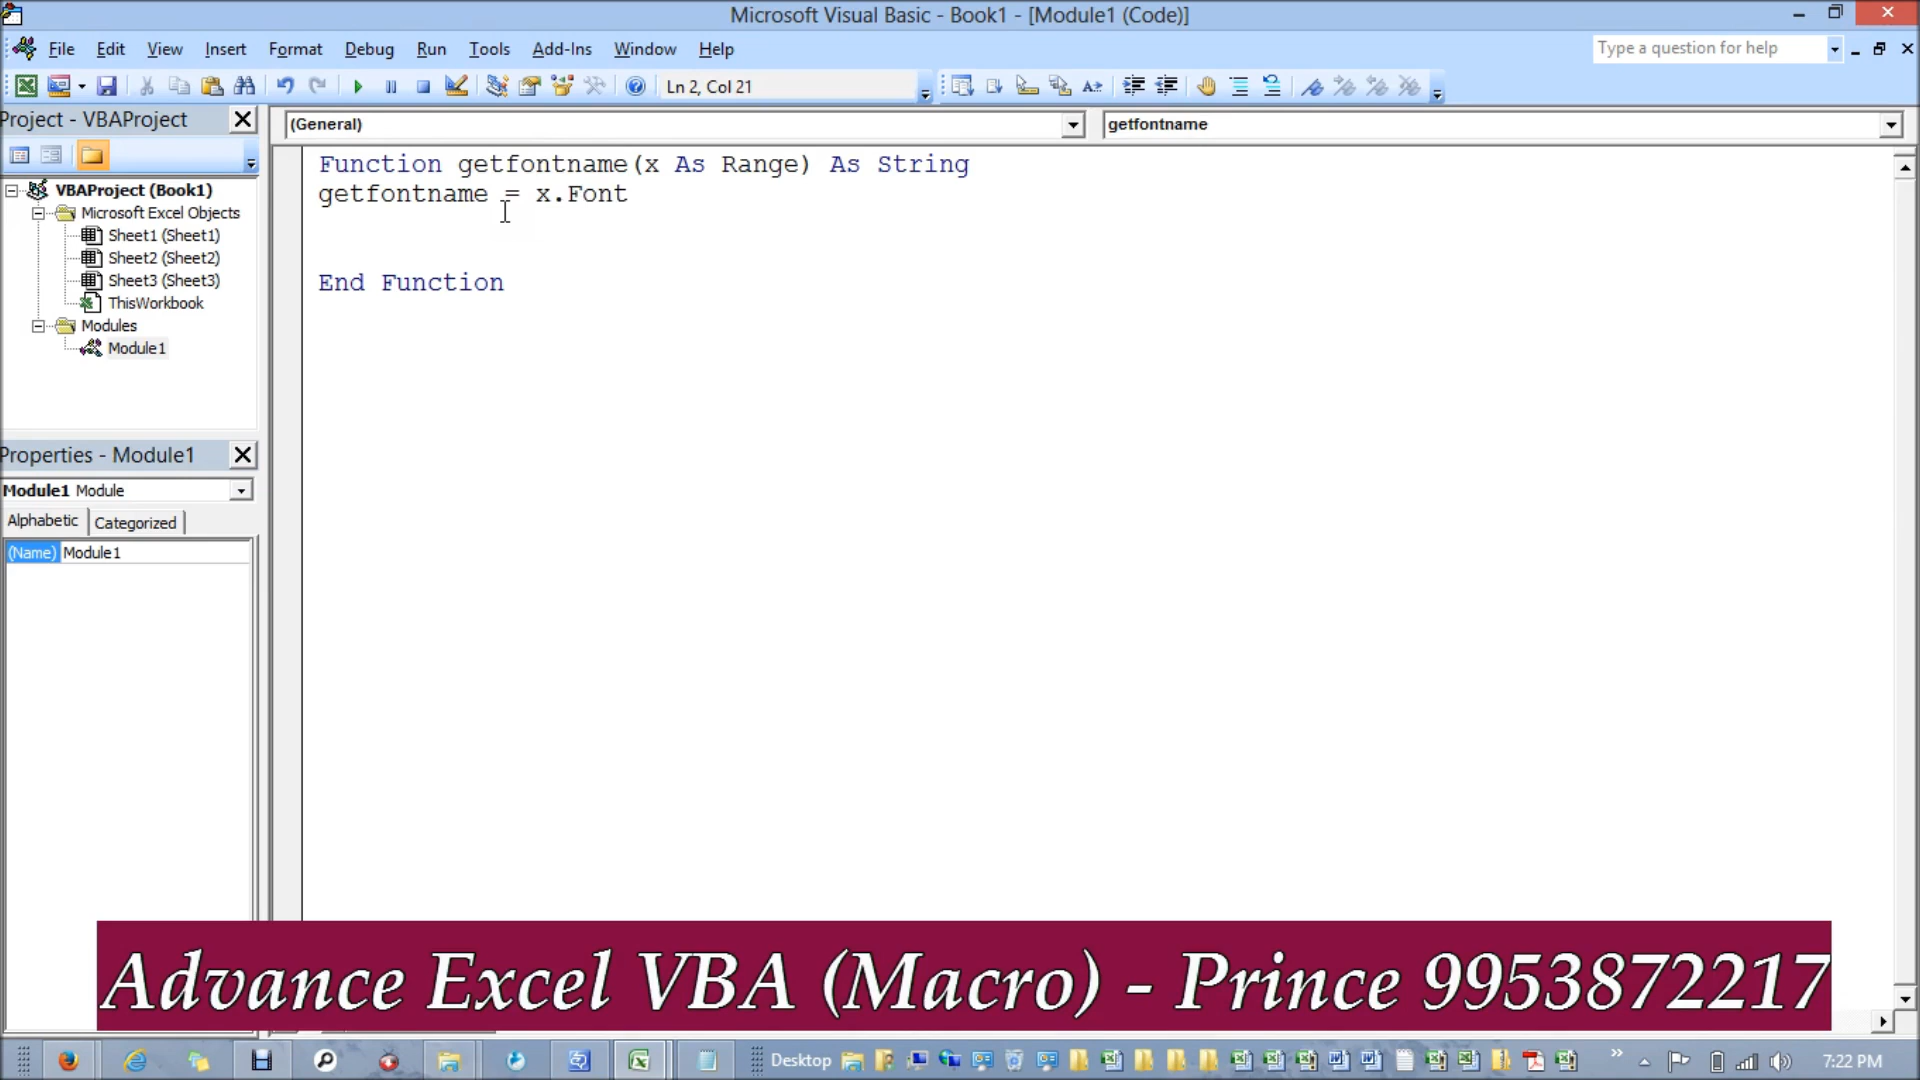 Microsoft Visual Basic - Book1 - [Module1 (Code)]
File Edit View Insert Format Debug Run Tools Add-Ins Window Help
Type a question for help
Ln 2, Col 21
Project - VBAProject
(General)
getfontname
VBAProject (Book1)
Microsoft Excel Objects
Sheet1 (Sheet1)
Sheet2 (Sheet2)
Sheet3 (Sheet3)
ThisWorkbook
Modules
Module1
Function getfontname(x As Range) As String
getfontname = x.Font
End Function
Properties - Module1
Module1 Module
Alphabetic Categorized
(Name) Module1
Advance Excel VBA (Macro) - Prince 9953872217
Desktop
7:22 PM